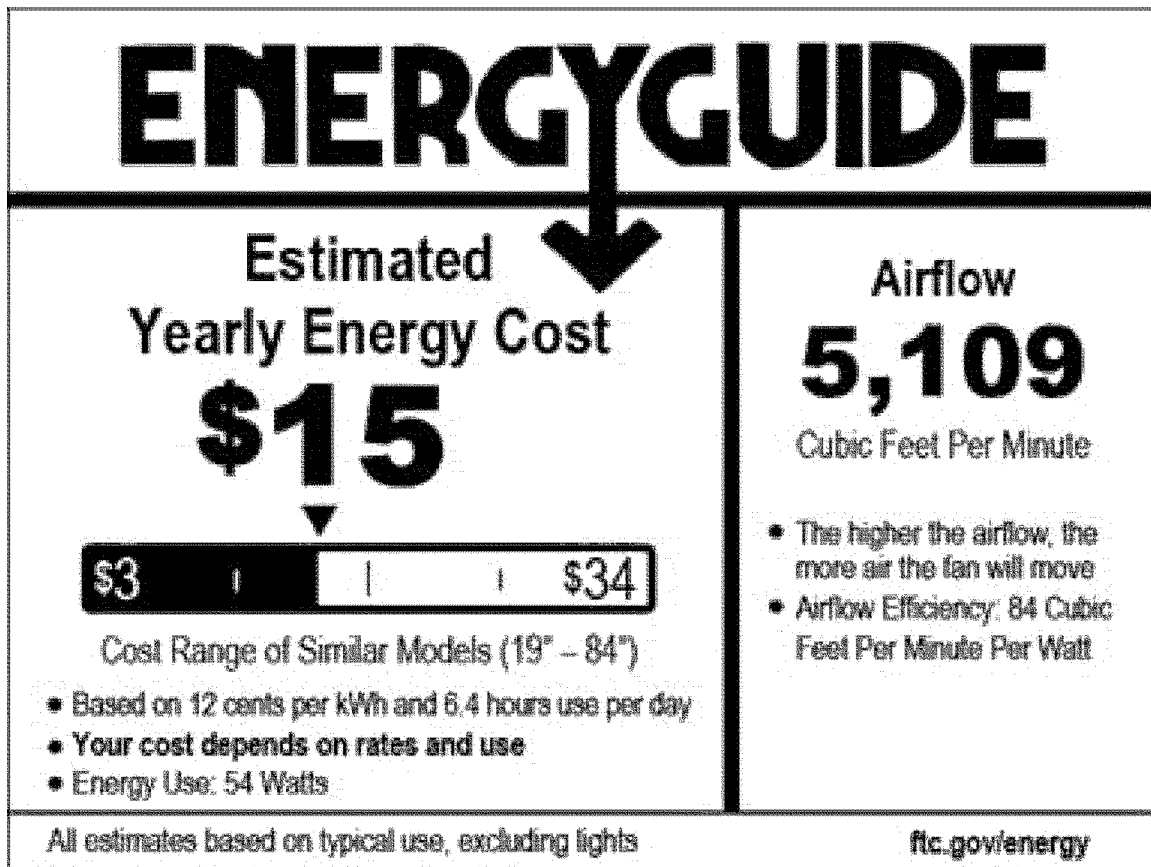 ENERGYGUIDE
Estimated
Yearly Energy Cost
$15
$3 $34
Cost Range of Similar Models (19" – 84")
• Based on 12 cents per kWh and 6.4 hours use per day
• Your cost depends on rates and use
• Energy Use: 54 Watts
Airflow
5,109
Cubic Feet Per Minute
• The higher the airflow, the
more air the fan will move
• Airflow Efficiency: 84 Cubic
Feet Per Minute Per Watt
All estimates based on typical use, excluding lights
ftc.gov/energy